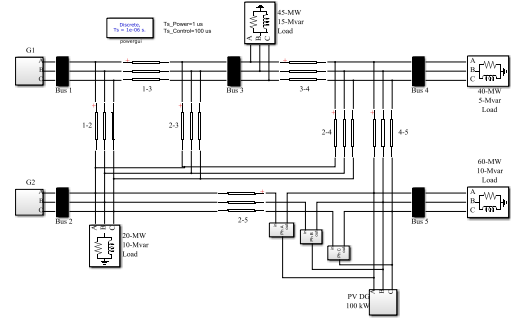 45-MW
15-Mvar
Load
Discrete,
Ts = 1e-06 s.
powergui
Ts_Power=1 us
Ts_Control=100 us
A
B
C
G1
A
B
C
Bus 1
1-3
Bus 3
3-4
Bus 4
A
B
C
40-MW
5-Mvar
Load
1-2
2-3
2-4
4-5
G2
A
B
C
Bus 2
2-5
Bus 5
A
B
C
60-MW
10-Mvar
Load
A
B
C
20-MW
10-Mvar
Load
A
B
C
PV DG
100 kW